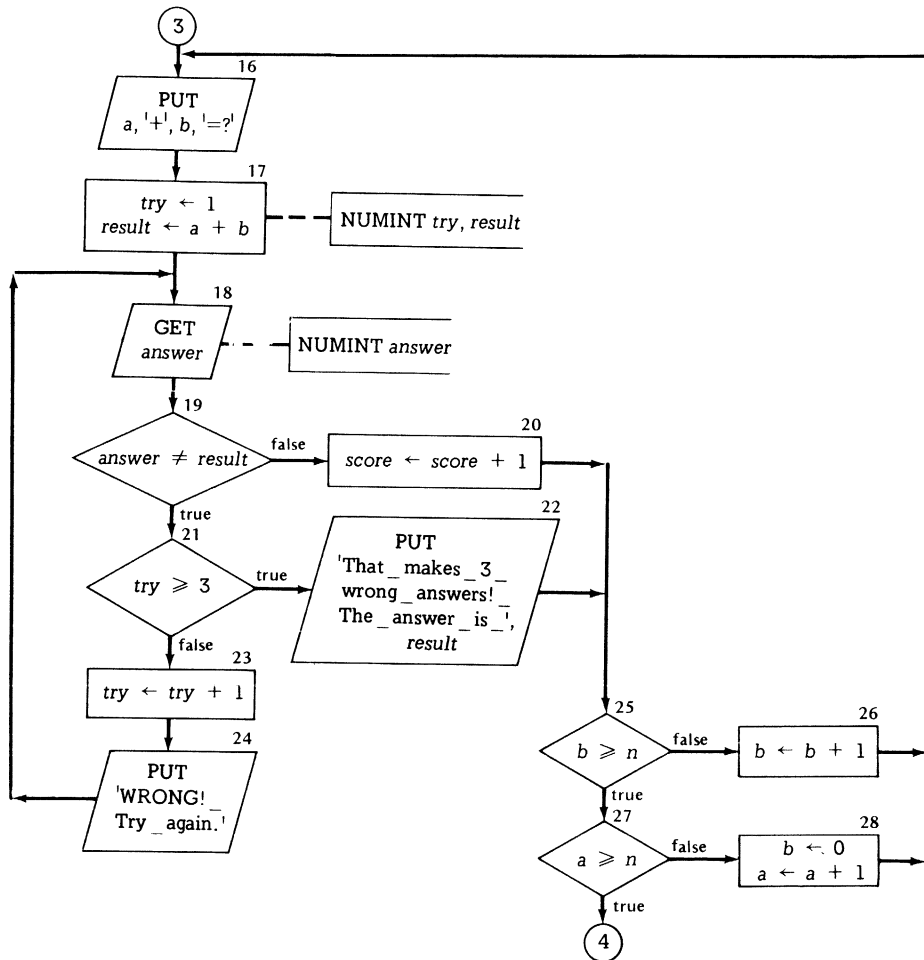 3
16
PUT
a, '+', b, '=?'
17
try ← 1
result ← a + b
NUMINT try, result
18
GET
answer
NUMINT answer
19
answer ≠ result
false
true
20
score ← score + 1
21
try ⩾ 3
true
false
22
PUT
'That_makes_3_
wrong_answers!_
The_answer_is_',
result
23
try ← try + 1
24
PUT
'WRONG!_
Try_again.'
25
b ⩾ n
false
true
26
b ← b + 1
27
a ⩾ n
false
true
28
b ← 0
a ← a + 1
4